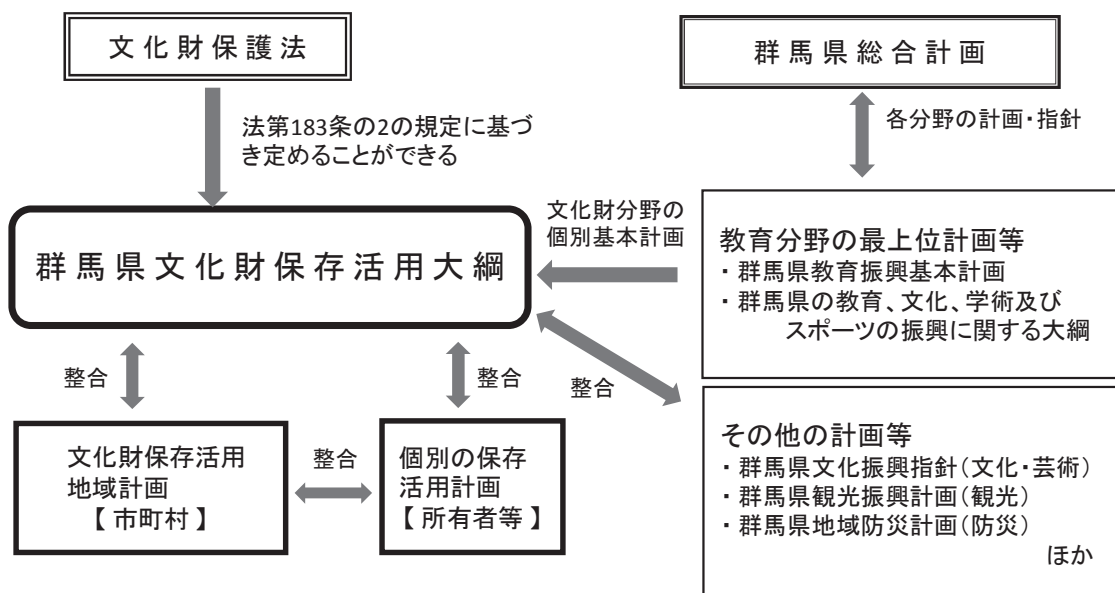 文化財保護法
群馬県総合計画
法第183条の2の規定に基づ
き定めることができる
各分野の計画・指針
群馬県文化財保存活用大綱
文化財分野の
個別基本計画
教育分野の最上位計画等
・群馬県教育振興基本計画
・群馬県の教育、文化、学術及び
スポーツの振興に関する大綱
整合
整合
整合
文化財保存活用
地域計画
【 市町村 】
整合
個別の保存
活用計画
【 所有者等 】
その他の計画等
・群馬県文化振興指針(文化・芸術)
・群馬県観光振興計画(観光)
・群馬県地域防災計画(防災)
ほか